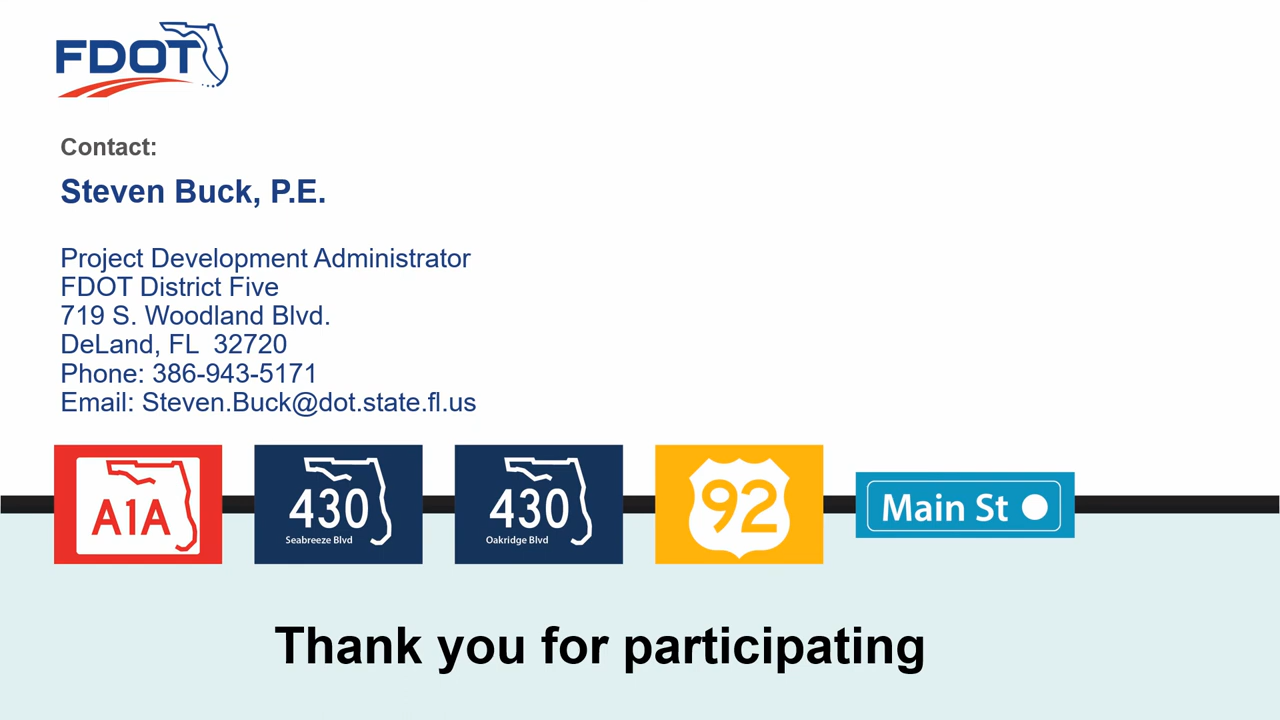 FDOT
Contact:
Steven Buck, P.E.
Project Development Administrator
FDOT District Five
719 S. Woodland Blvd.
DeLand, FL  32720
Phone: 386-943-5171
Email: Steven.Buck@dot.state.fl.us
A1A
430
Seabreeze Blvd
430
Oakridge Blvd
92
Main St
Thank you for participating